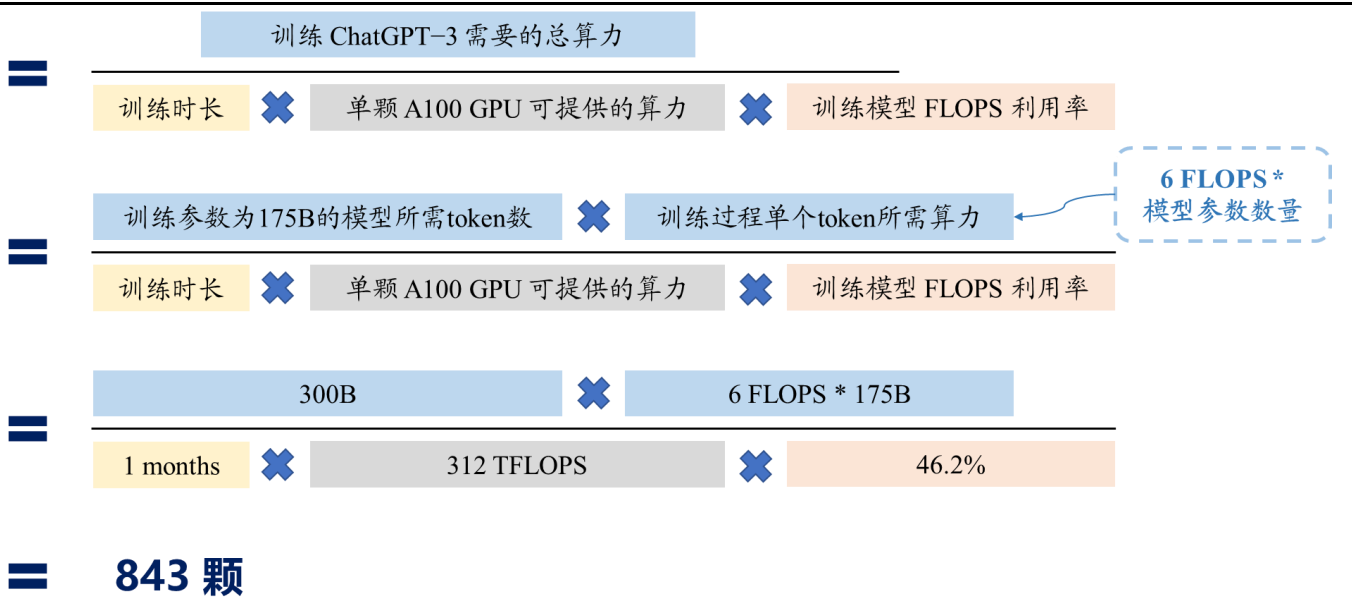 训练 ChatGPT-3 需要的总算力
=
训练时长 ✖ 单颗 A100 GPU 可提供的算力 ✖ 训练模型 FLOPS 利用率
6 FLOPS *
模型参数数量
训练参数为175B的模型所需token数 ✖ 训练过程单个token所需算力
=
训练时长 ✖ 单颗 A100 GPU 可提供的算力 ✖ 训练模型 FLOPS 利用率
300B ✖ 6 FLOPS * 175B
=
1 months ✖ 312 TFLOPS ✖ 46.2%
= 843 颗